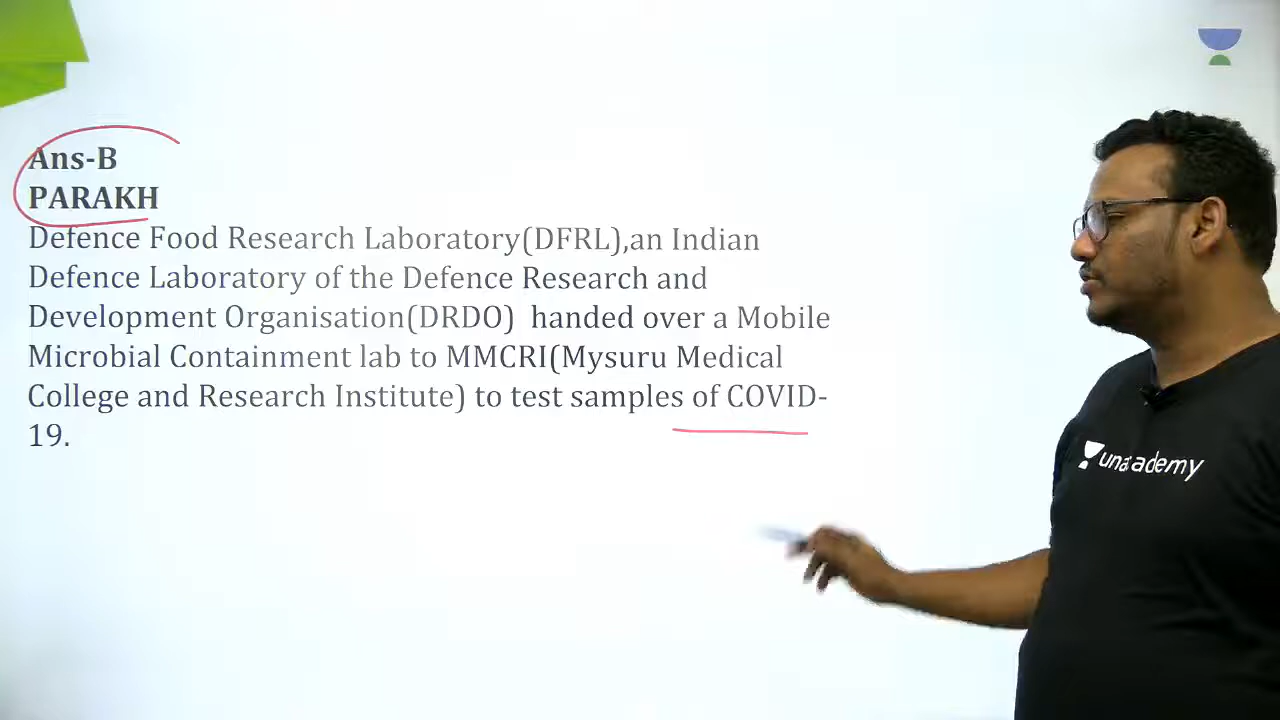 Ans-B
PARAKH
Defence Food Research Laboratory(DFRL),an Indian
Defence Laboratory of the Defence Research and
Development Organisation(DRDO)  handed over a Mobile
Microbial Containment lab to MMCRI(Mysuru Medical
College and Research Institute) to test samples of COVID-
19.
unacademy